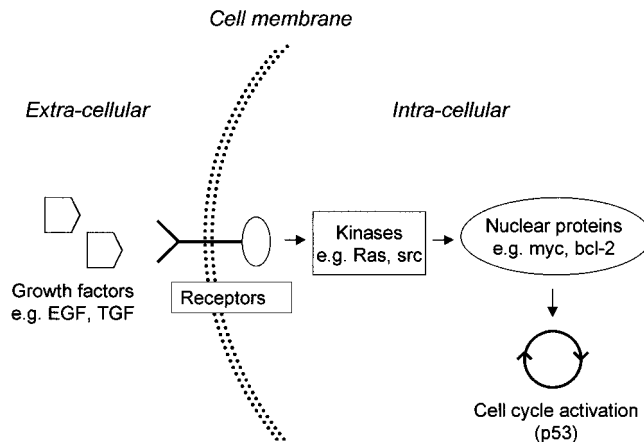 Cell membrane
Extra-cellular
Intra-cellular
Kinases
e.g. Ras, src
Nuclear proteins
e.g. myc, bcl-2
Growth factors
e.g. EGF, TGF
Receptors
Cell cycle activation
(p53)